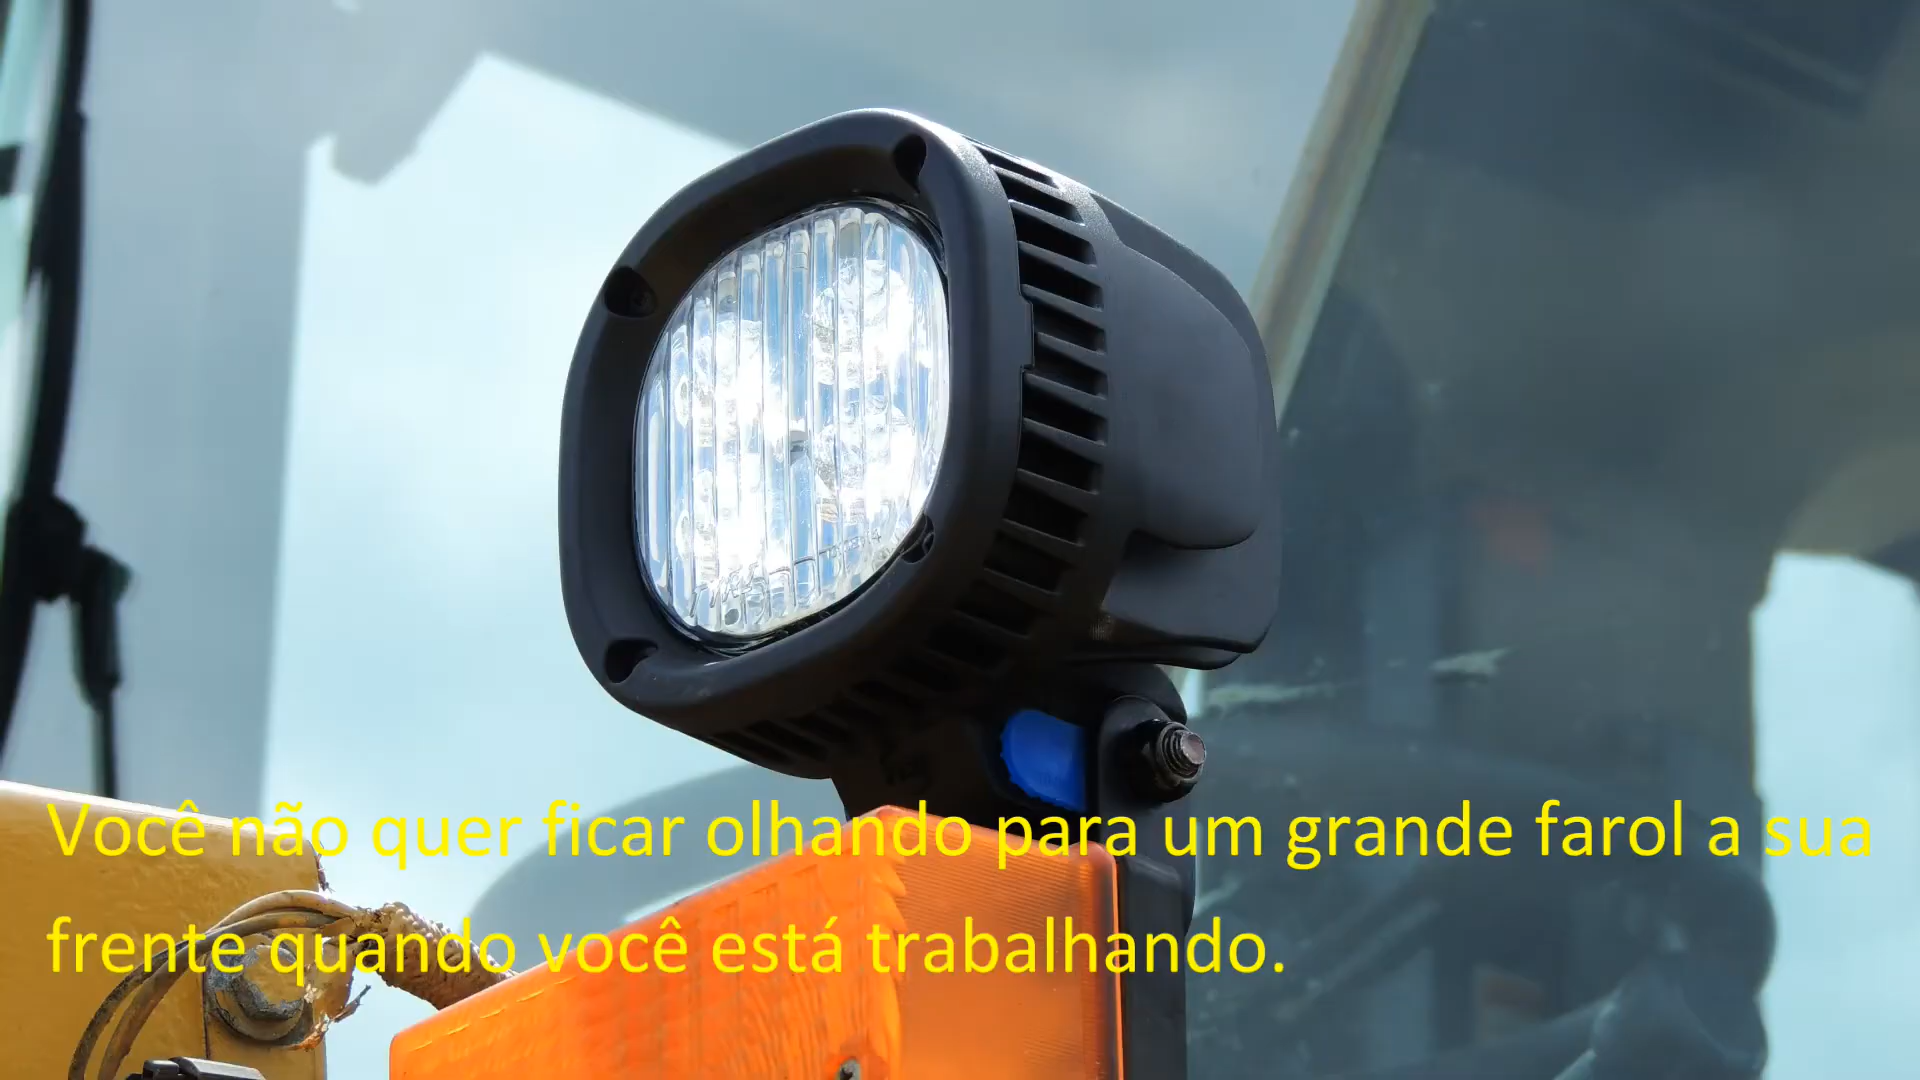 Você não quer ficar olhando para um grande farol a sua
frente quando você está trabalhando.